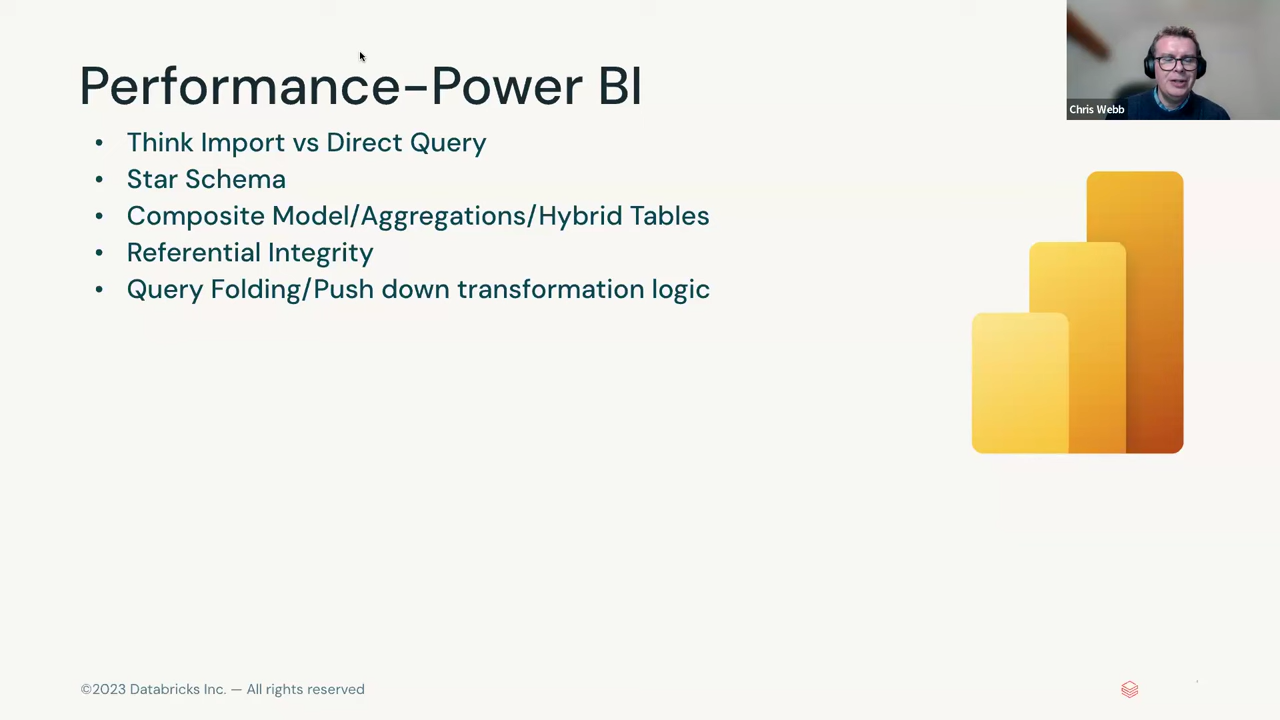 Performance-Power BI
• Think Import vs Direct Query
• Star Schema
• Composite Model/Aggregations/Hybrid Tables
• Referential Integrity
• Query Folding/Push down transformation logic
Chris Webb
©2023 Databricks Inc. — All rights reserved